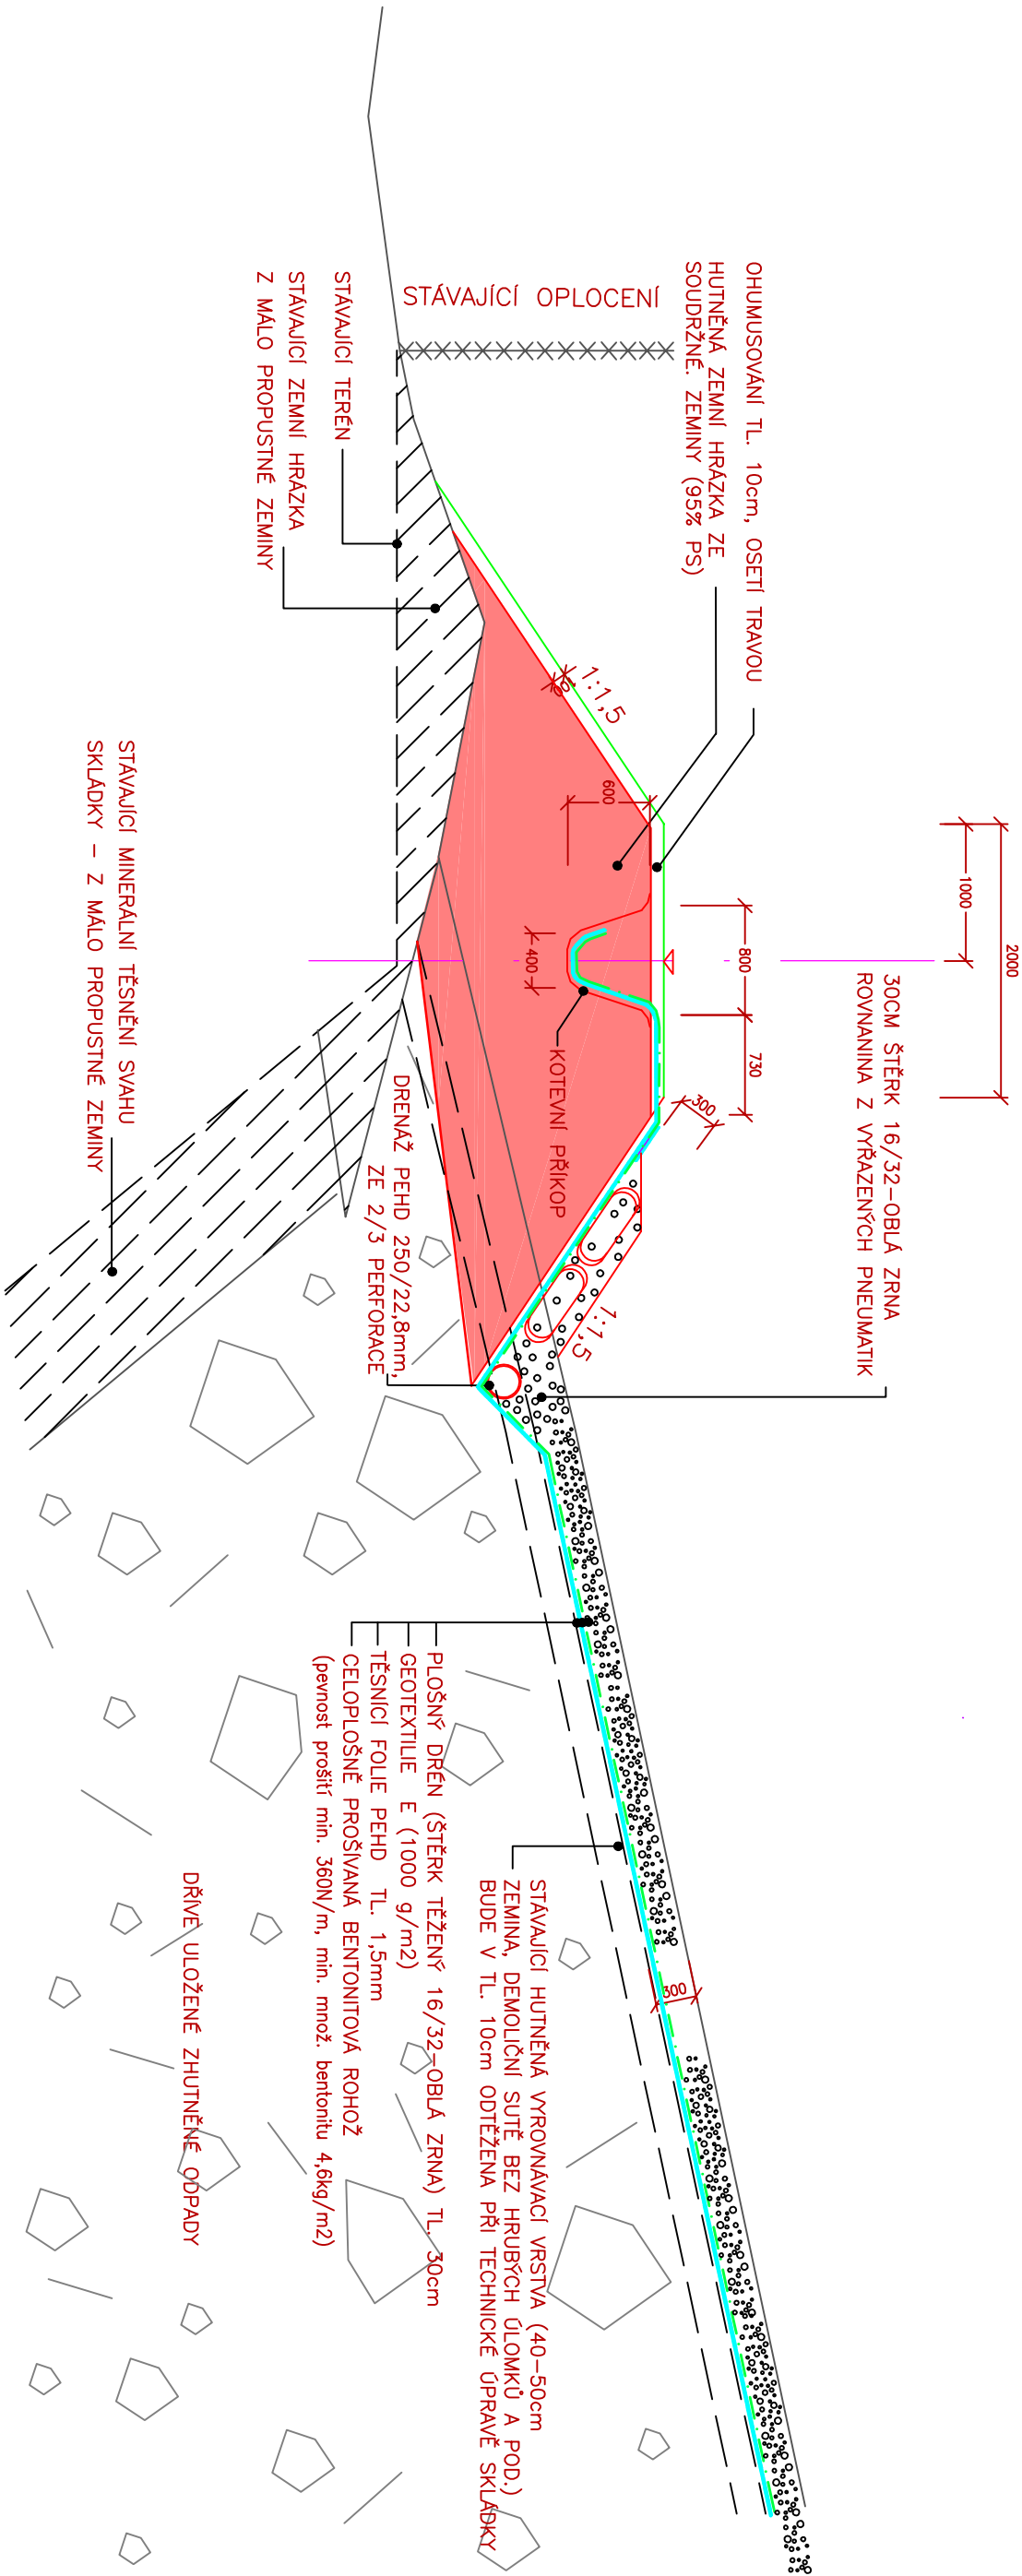 2000
1000
800
730
30CM ŠTĚRK 16/32-OBLÁ ZRNA
ROVNANINA Z VYŘAZENÝCH PNEUMATIK
OHUMUSOVÁNÍ TL. 10cm, OSETÍ TRAVOU
HUTNĚNÁ ZEMNÍ HRÁZKA ZE
SOUDRŽNÉ. ZEMINY (95% PS)
STÁVAJÍCÍ OPLOCENÍ
1:1,5
600
400
300
1:1,5
KOTEVNÍ PŘÍKOP
STÁVAJÍCÍ TERÉN
STÁVAJÍCÍ ZEMNÍ HRÁZKA
Z MÁLO PROPUSTNÉ ZEMINY
DRENÁŽ PEHD 250/22,8mm,
ZE 2/3 PERFORACE
STÁVAJÍCÍ MINERÁLNÍ TĚSNĚNÍ SVAHU
SKLÁDKY – Z MÁLO PROPUSTNÉ ZEMINY
300
STÁVAJÍCÍ HUTNĚNÁ VYROVNÁVACÍ VRSTVA (40-50cm
ZEMINA, DEMOLIČNÍ SUTĚ BEZ HRUBÝCH ÚLOMKŮ A POD.)
BUDE V TL. 10cm ODTĚŽENA PŘI TECHNICKÉ ÚPRAVĚ SKLÁDKY
PLOŠNÝ DRÉN (ŠTĚRK TĚŽENÝ 16/32-OBLÁ ZRNA) TL. 30cm
GEOTEXTILIE E (1000 g/m2)
TĚSNÍCÍ FOLIE PEHD TL. 1,5mm
CELOPLOŠNĚ PROŠÍVANÁ BENTONITOVÁ ROHOŽ
(pevnost prošití min. 360N/m, min. množ. bentonitu 4,6kg/m2)
DŘÍVE ULOŽENÉ ZHUTNĚNÉ ODPADY